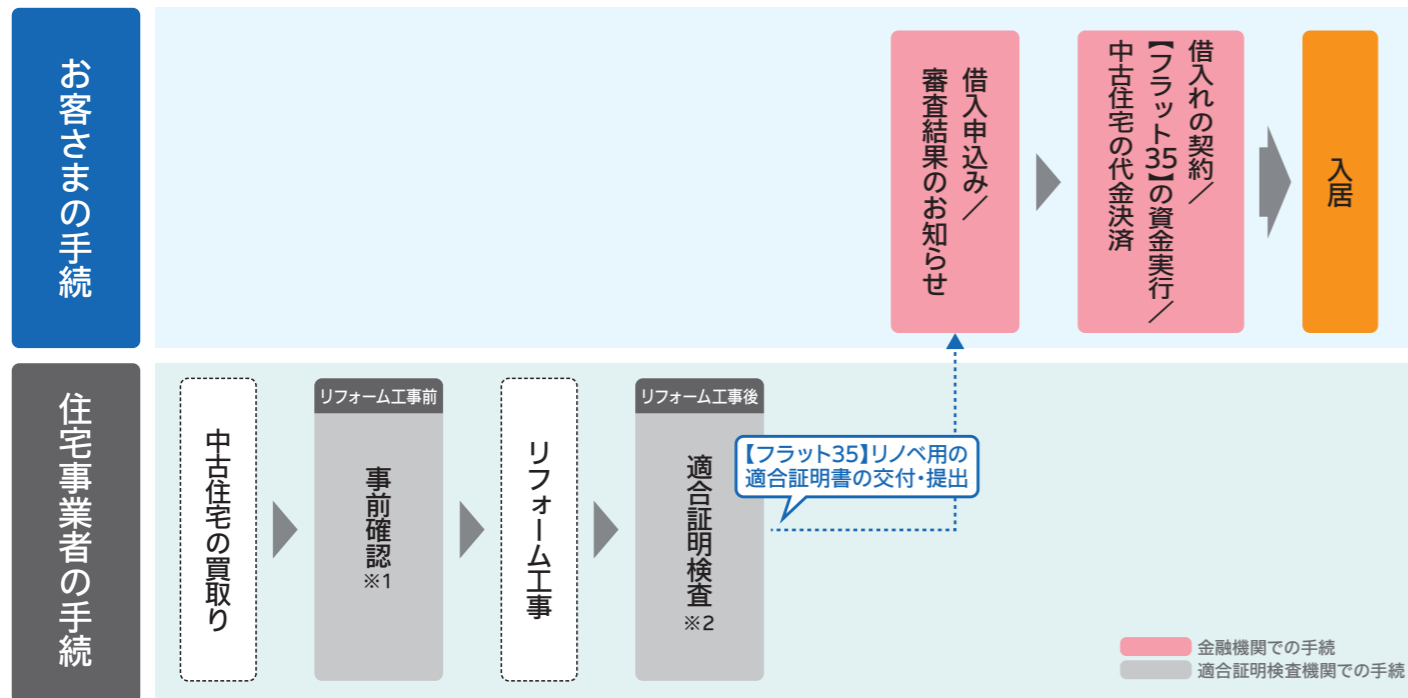 お客さまの手続
借入申込み／
審査結果のお知らせ
借入れの契約／
【フラット35】の資金実行／
中古住宅の代金決済
入居
住宅事業者の手続
中古住宅の買取り
リフォーム工事前
事前確認
※1
リフォーム工事
リフォーム工事後
適合証明検査
※2
【フラット35】リノベ用の
適合証明書の交付・提出
金融機関での手続
適合証明検査機関での手続